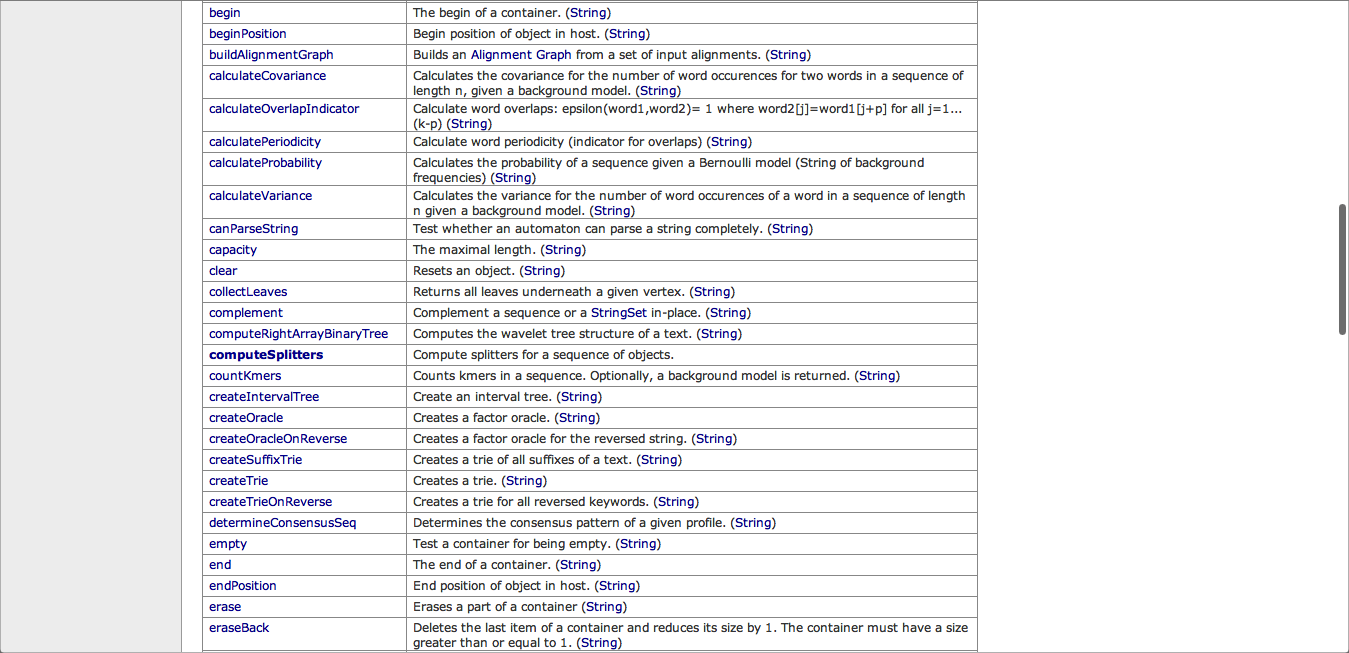 begin The begin of a container. (String)
beginPosition Begin position of object in host. (String)
buildAlignmentGraph Builds an Alignment Graph from a set of input alignments. (String)
calculateCovariance Calculates the covariance for the number of word occurences for two words in a sequence of
length n, given a background model. (String)
calculateOverlapIndicator Calculate word overlaps: epsilon(word1,word2)= 1 where word2[j]=word1[j+p] for all j=1...
(k-p) (String)
calculatePeriodicity Calculate word periodicity (indicator for overlaps) (String)
calculateProbability Calculates the probability of a sequence given a Bernoulli model (String of background
frequencies) (String)
calculateVariance Calculates the variance for the number of word occurences of a word in a sequence of length
n given a background model. (String)
canParseString Test whether an automaton can parse a string completely. (String)
capacity The maximal length. (String)
clear Resets an object. (String)
collectLeaves Returns all leaves underneath a given vertex. (String)
complement Complement a sequence or a StringSet in-place. (String)
computeRightArrayBinaryTree Computes the wavelet tree structure of a text. (String)
computeSplitters Compute splitters for a sequence of objects.
countKmers Counts kmers in a sequence. Optionally, a background model is returned. (String)
createIntervalTree Create an interval tree. (String)
createOracle Creates a factor oracle. (String)
createOracleOnReverse Creates a factor oracle for the reversed string. (String)
createSuffixTrie Creates a trie of all suffixes of a text. (String)
createTrie Creates a trie. (String)
createTrieOnReverse Creates a trie for all reversed keywords. (String)
determineConsensusSeq Determines the consensus pattern of a given profile. (String)
empty Test a container for being empty. (String)
end The end of a container. (String)
endPosition End position of object in host. (String)
erase Erases a part of a container (String)
eraseBack Deletes the last item of a container and reduces its size by 1. The container must have a size
greater than or equal to 1. (String)